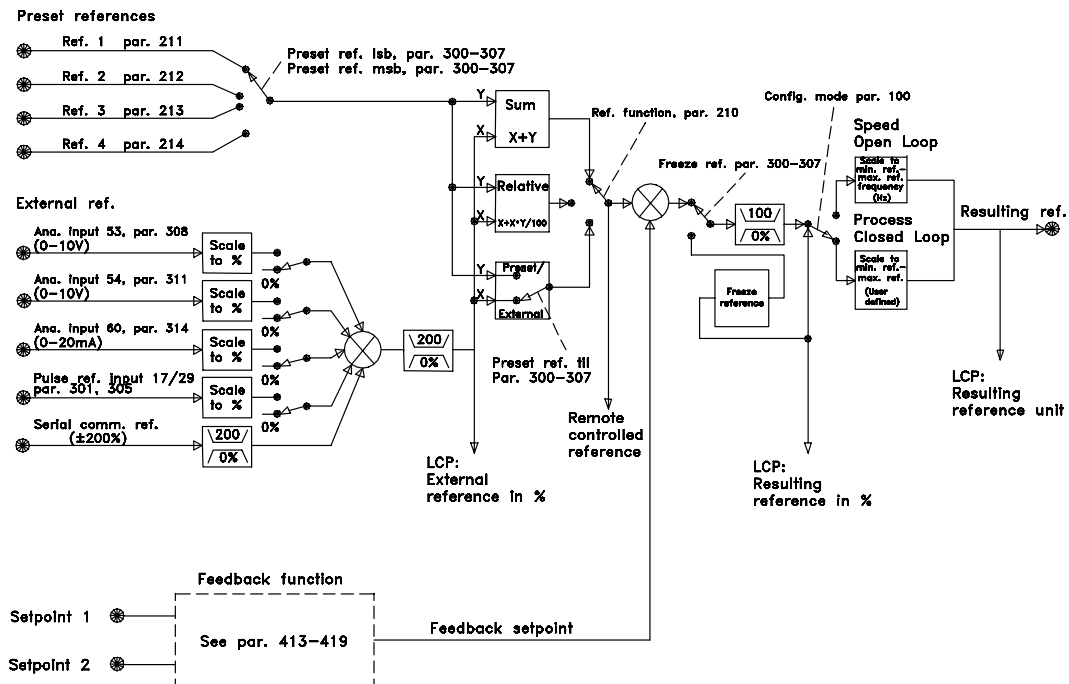 Preset references
Ref. 1 par. 211
Ref. 2 par. 212
Ref. 3 par. 213
Ref. 4 par. 214
Preset ref. lsb, par. 300-307
Preset ref. msb, par. 300-307
External ref.
Ana. input 53, par. 308
(0-10V)
Ana. input 54, par. 311
(0-10V)
Ana. input 60, par. 314
(0-20mA)
Pulse ref. input 17/29
par. 301, 305
Serial comm. ref.
(±200%)
Scale
to %
0%
Scale
to %
0%
Scale
to %
0%
Scale
to %
0%
200
0%
200
0%
Y
X
Sum
X+Y
Y
X
Relative
X+X*Y/100
Y
X
Preset/
External
Preset ref. til
Par. 300-307
LCP:
External
reference in %
Ref. function, par. 210
Remote
controlled
reference
Freeze ref. par. 300-307
100
0%
Freeze
reference
Config. mode par. 100
Speed
Open Loop
Scale to
min. ref.-
max. ref.
frequency
(Hz)
Process
Closed Loop
Scale to
min. ref.-
max. ref.
(User
defined)
Resulting ref.
LCP:
Resulting
reference in %
LCP:
Resulting
reference unit
Feedback function
Setpoint 1
Setpoint 2
See par. 413-419
Feedback setpoint